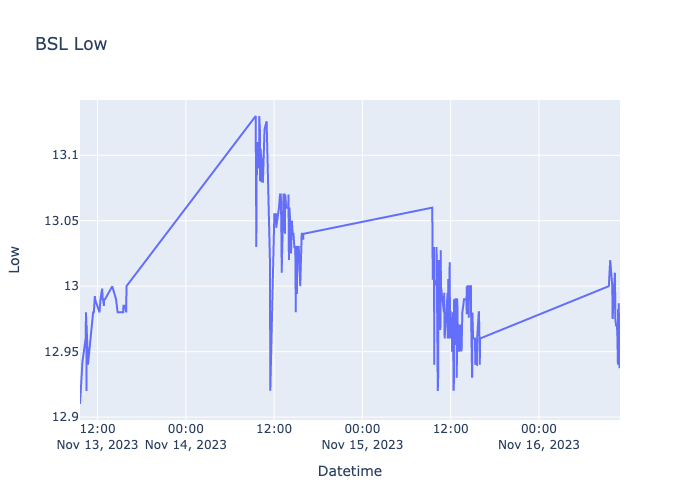 BSL Low
Low
13.1
13.05
13
12.95
12.9
12:00 00:00 12:00 00:00 12:00 00:00
Nov 13, 2023 Nov 14, 2023 Nov 15, 2023 Nov 16, 2023
Datetime